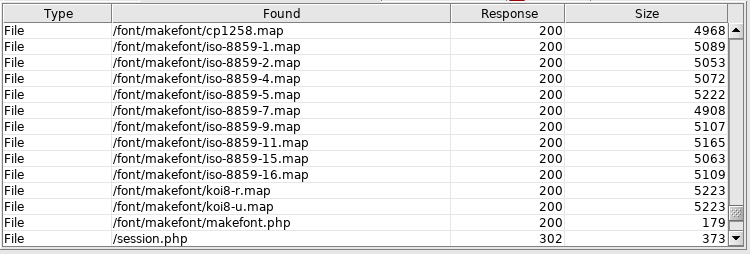 Type Found Response Size
File /font/makefont/cp1258.map 200 4968
File /font/makefont/iso-8859-1.map 200 5089
File /font/makefont/iso-8859-2.map 200 5053
File /font/makefont/iso-8859-4.map 200 5072
File /font/makefont/iso-8859-5.map 200 5222
File /font/makefont/iso-8859-7.map 200 4908
File /font/makefont/iso-8859-9.map 200 5107
File /font/makefont/iso-8859-11.map 200 5165
File /font/makefont/iso-8859-15.map 200 5063
File /font/makefont/iso-8859-16.map 200 5109
File /font/makefont/koi8-r.map 200 5223
File /font/makefont/koi8-u.map 200 5223
File /font/makefont/makefont.php 200 179
File /session.php 302 373